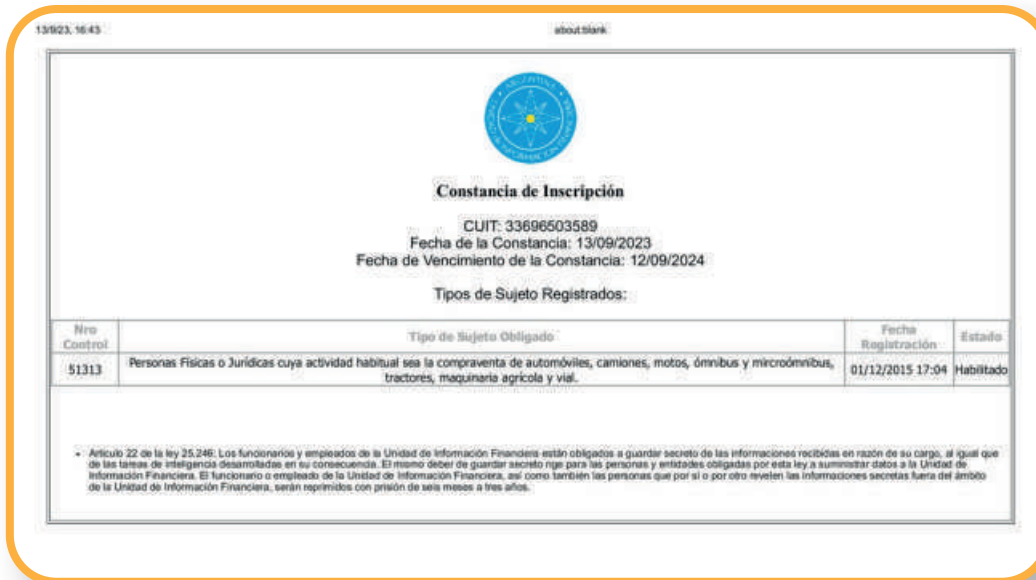 13/9/23, 16:43 about:blank
ARGENTINA
UNIDAD de INFORMACION FINANCIERA
Constancia de Inscripción
CUIT: 33696503589
Fecha de la Constancia: 13/09/2023
Fecha de Vencimiento de la Constancia: 12/09/2024
Tipos de Sujeto Registrados:
Nro Control Tipo de Sujeto Obligado Fecha Registración Estado
51313 Personas Físicas o Jurídicas cuya actividad habitual sea la compraventa de automóviles, camiones, motos, ómnibus y mircroómnibus, 01/12/2015 17:04 Habilitado
tractores, maquinaria agrícola y vial.
• Articulo 22 de la ley 25.246: Los funcionarios y empleados de la Unidad de Información Financiera están obligados a guardar secreto de las informaciones recibidas en razón de su cargo, al igual que
de las tareas de inteligencia desarrolladas en su consecuencia. El mismo deber de guardar secreto rige para las personas y entidades obligadas por esta ley a suministrar datos a la Unidad de
Información Financiera. El funcionario o empleado de la Unidad de Información Financiera, así como también las personas que por sí o por otro revelen las informaciones secretas fuera del ámbito
de la Unidad de Información Financiera, serán reprimidos con prisión de seis meses a tres años.